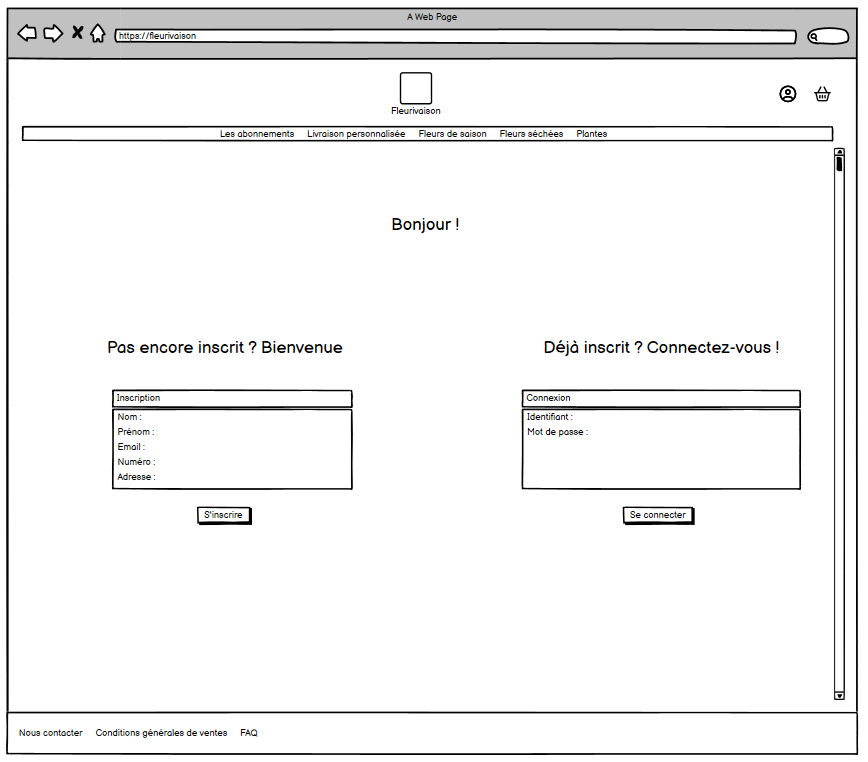 A Web Page
https://fleurivaison
Fleurivaison
Les abonnements Livraison personnalisée Fleurs de saison Fleurs séchées Plantes
Bonjour !
Pas encore inscrit ? Bienvenue
Déjà inscrit ? Connectez-vous !
Inscription
Nom :
Prénom :
Email :
Numéro :
Adresse :
S'inscrire
Connexion
Identifiant :
Mot de passe :
Se connecter
Nous contacter Conditions générales de ventes FAQ